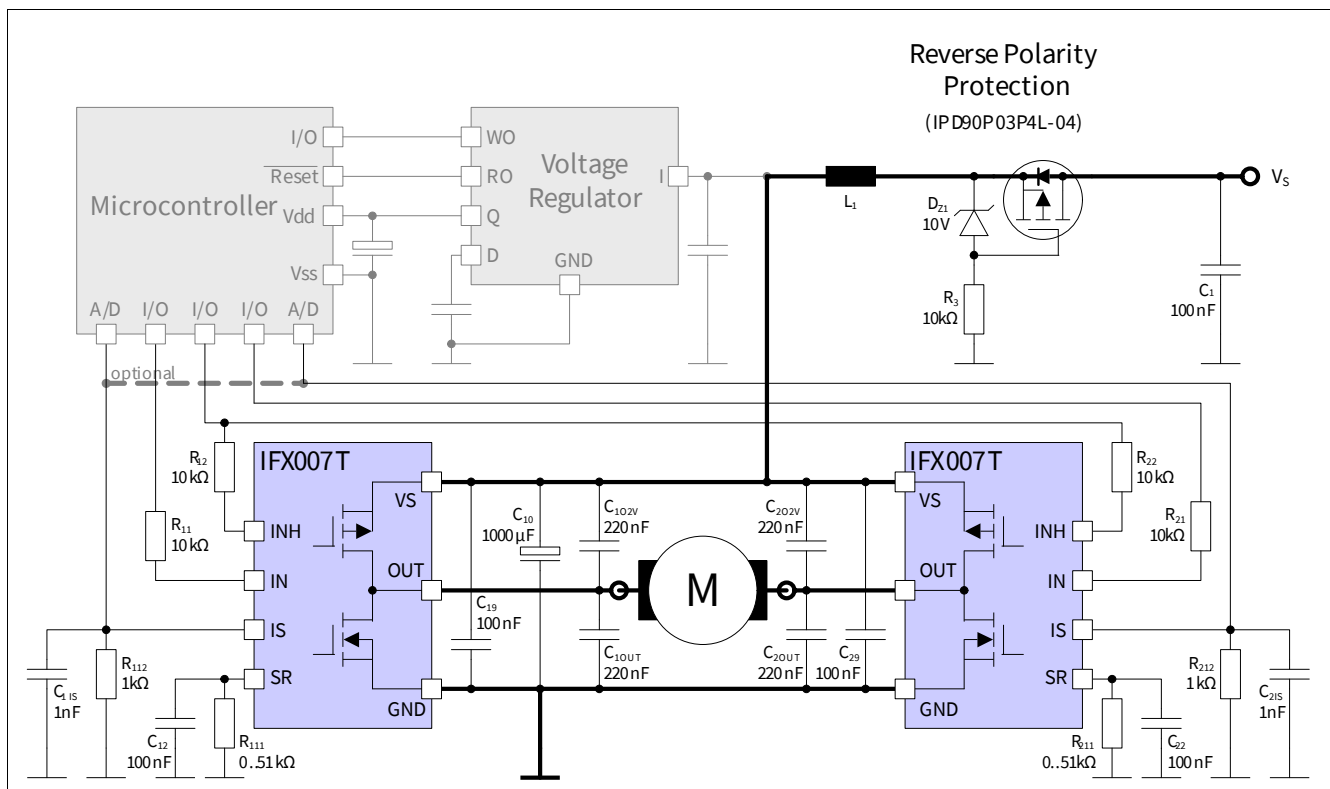 Reverse Polarity
Protection
(IPD90P03P4L-04)
Microcontroller
I/O
Reset
Vdd
Vss
A/D
I/O
I/O
I/O
A/D
WO
RO
Q
D
Voltage
Regulator
I
GND
L1
DZ1
10V
VS
R3
10kΩ
C1
100nF
optional
R12
10kΩ
R11
10kΩ
IFX007T
VS
INH
OUT
IN
IS
SR
GND
C10
1000µF
C1O2V
220nF
C2O2V
220nF
M
C19
100nF
C1OUT
220nF
C2OUT
220nF
C29
100nF
IFX007T
VS
INH
OUT
IN
IS
SR
GND
R22
10kΩ
R21
10kΩ
C1IS
1nF
R112
1kΩ
C12
100nF
R111
0..51kΩ
R212
1kΩ
C2IS
1nF
R211
0..51kΩ
C22
100nF